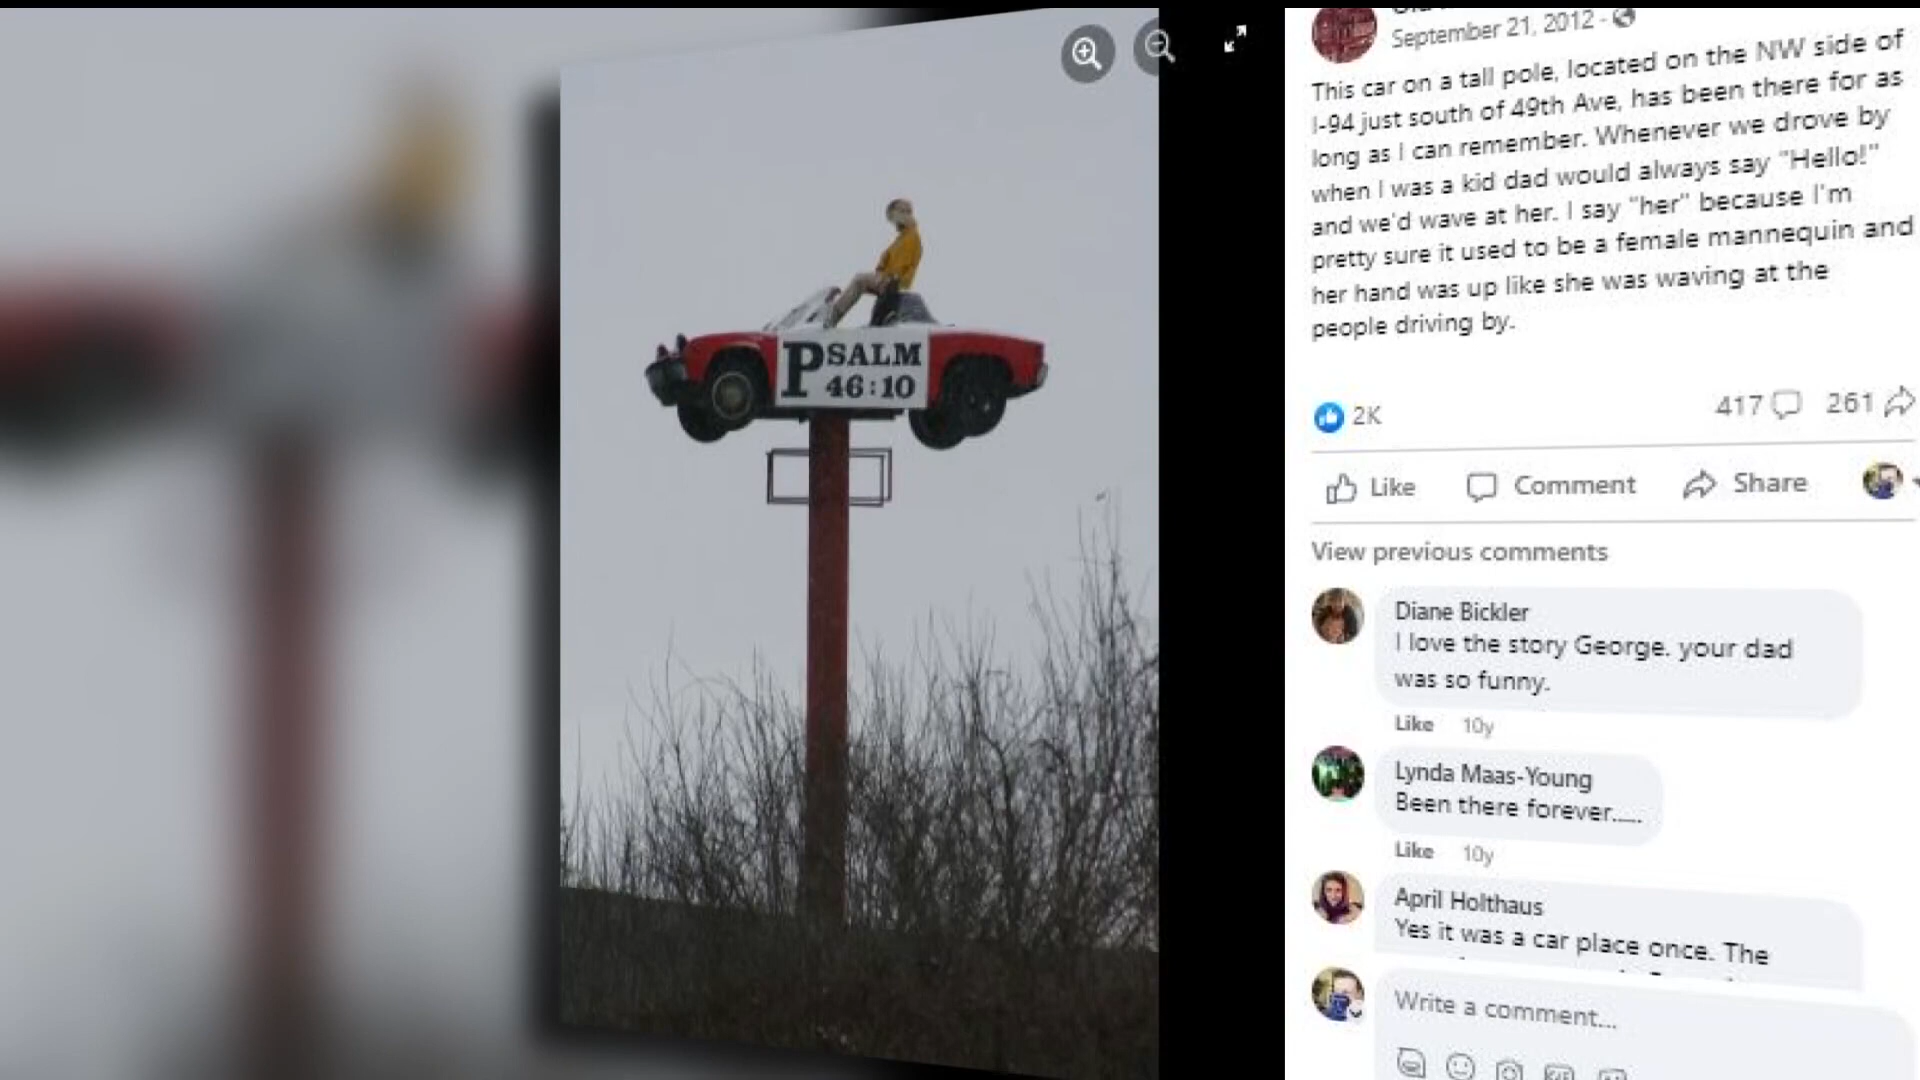 PSALM
46:10
September 21, 2012
This car on a tall pole, located on the NW side of
I-94 just south of 49th Ave, has been there for as
long as I can remember. Whenever we drove by
when I was a kid dad would always say "Hello!"
and we'd wave at her. I say "her" because I'm
pretty sure it used to be a female mannequin and
her hand was up like she was waving at the
people driving by.
2K 417 261
Like Comment Share
View previous comments
Diane Bickler
I love the story George. your dad
was so funny.
Like 10y
Lynda Maas-Young
Been there forever.....
Like 10y
April Holthaus
Yes it was a car place once. The
Write a comment...
GIF